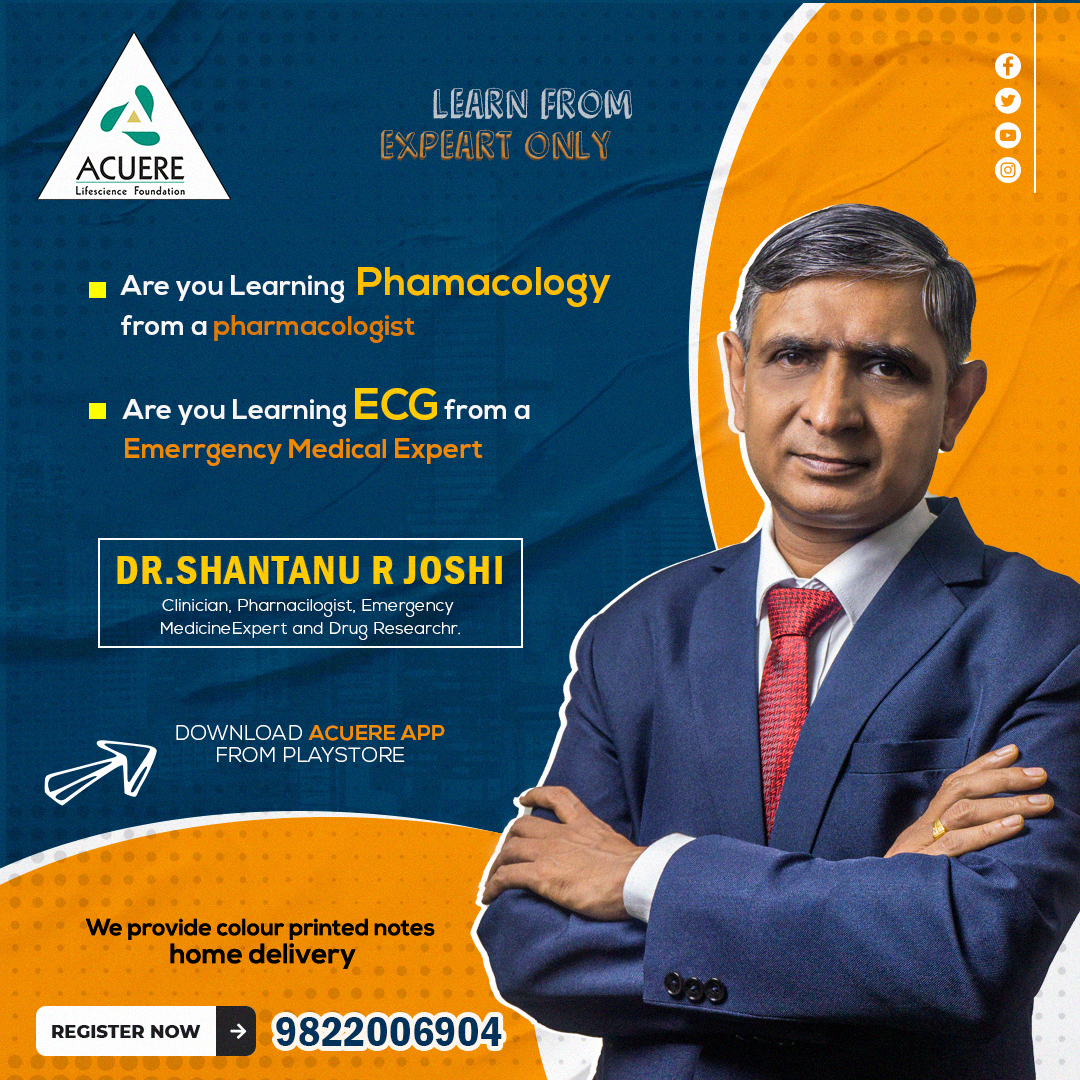 ACUERE
Lifescience Foundation
LEARN FROM
EXPEART ONLY
Are you Learning Phamacology
from a pharmacologist
Are you Learning ECG from a
Emerrgency Medical Expert
DR.SHANTANU R JOSHI
Clinician, Pharnacilogist, Emergency
MedicineExpert and Drug Researchr.
DOWNLOAD ACUERE APP
FROM PLAYSTORE
We provide colour printed notes
home delivery
REGISTER NOW
9822006904